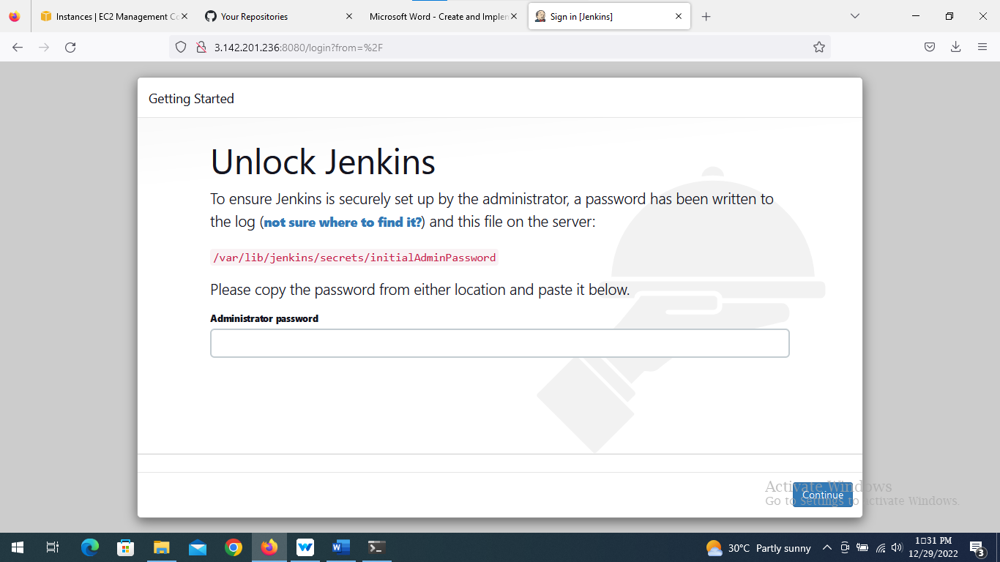 Instances | EC2 Management Co
Your Repositories
Microsoft Word - Create and Implem
Sign in [Jenkins]
3.142.201.236:8080/login?from=%2F
Getting Started
Unlock Jenkins
To ensure Jenkins is securely set up by the administrator, a password has been written to
the log (not sure where to find it?) and this file on the server:
/var/lib/jenkins/secrets/initialAdminPassword
Please copy the password from either location and paste it below.
Administrator password
Activate Windows
Go to Settings to activate Windows.
Continue
30°C Partly sunny
1□31 PM
12/29/2022
3